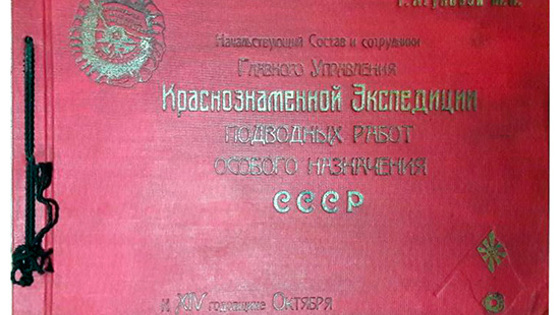 Начальствующий Состав и сотрудники
Главного Управления
Краснознаменной Экспедиции
подводных работ
особого назначения
СССР
К XIV годовщине Октября